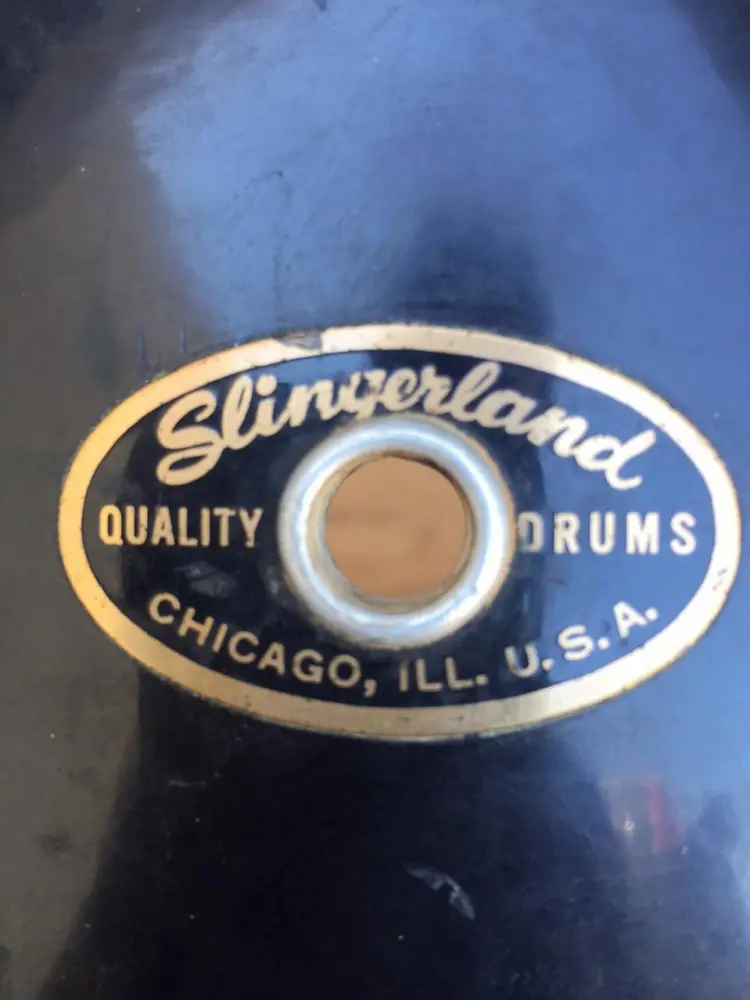 Slingerland
QUALITY DRUMS
CHICAGO, ILL. U.S.A.